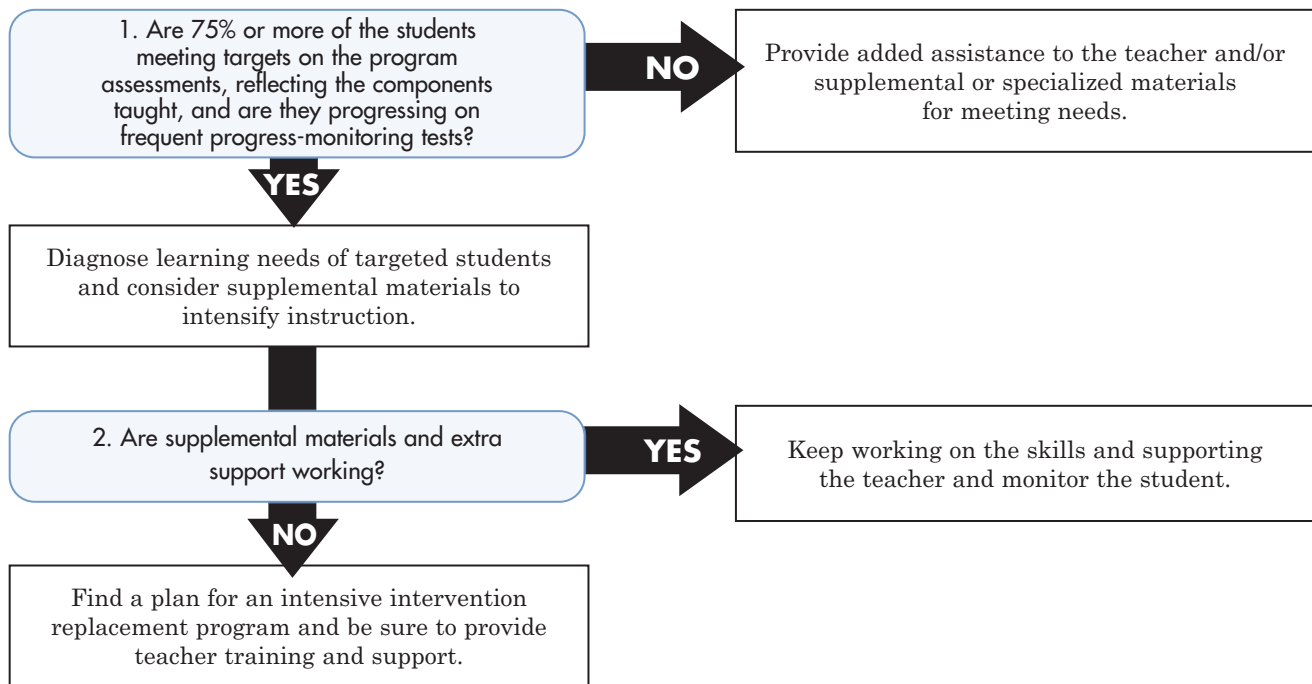 1. Are 75% or more of the students
meeting targets on the program
assessments, reflecting the components
taught, and are they progressing on
frequent progress-monitoring tests?
NO
Provide added assistance to the teacher and/or
supplemental or specialized materials
for meeting needs.
YES
Diagnose learning needs of targeted students
and consider supplemental materials to
intensify instruction.
2. Are supplemental materials and extra
support working?
YES
Keep working on the skills and supporting
the teacher and monitor the student.
NO
Find a plan for an intensive intervention
replacement program and be sure to provide
teacher training and support.